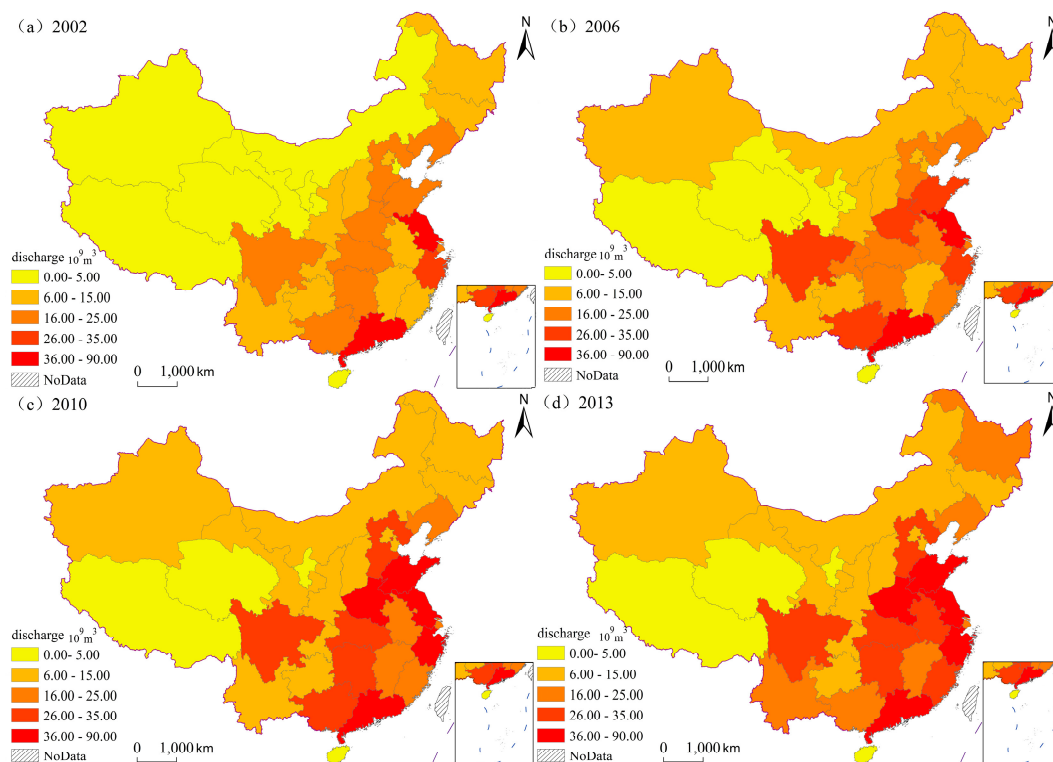 （a）2002
N
discharge 10⁹m³
0.00- 5.00
6.00 - 15.00
16.00 - 25.00
26.00 - 35.00
36.00 - 90.00
NoData
0 1,000 km
（b）2006
N
discharge 10⁹m³
0.00- 5.00
6.00 - 15.00
16.00 - 25.00
26.00 - 35.00
36.00 - 90.00
NoData
0 1,000 km
（c）2010
N
discharge 10⁹m³
0.00- 5.00
6.00 - 15.00
16.00 - 25.00
26.00 - 35.00
36.00 - 90.00
NoData
0 1,000 km
（d）2013
N
discharge 10⁹m³
0.00- 5.00
6.00 - 15.00
16.00 - 25.00
26.00 - 35.00
36.00 - 90.00
NoData
0 1,000 km